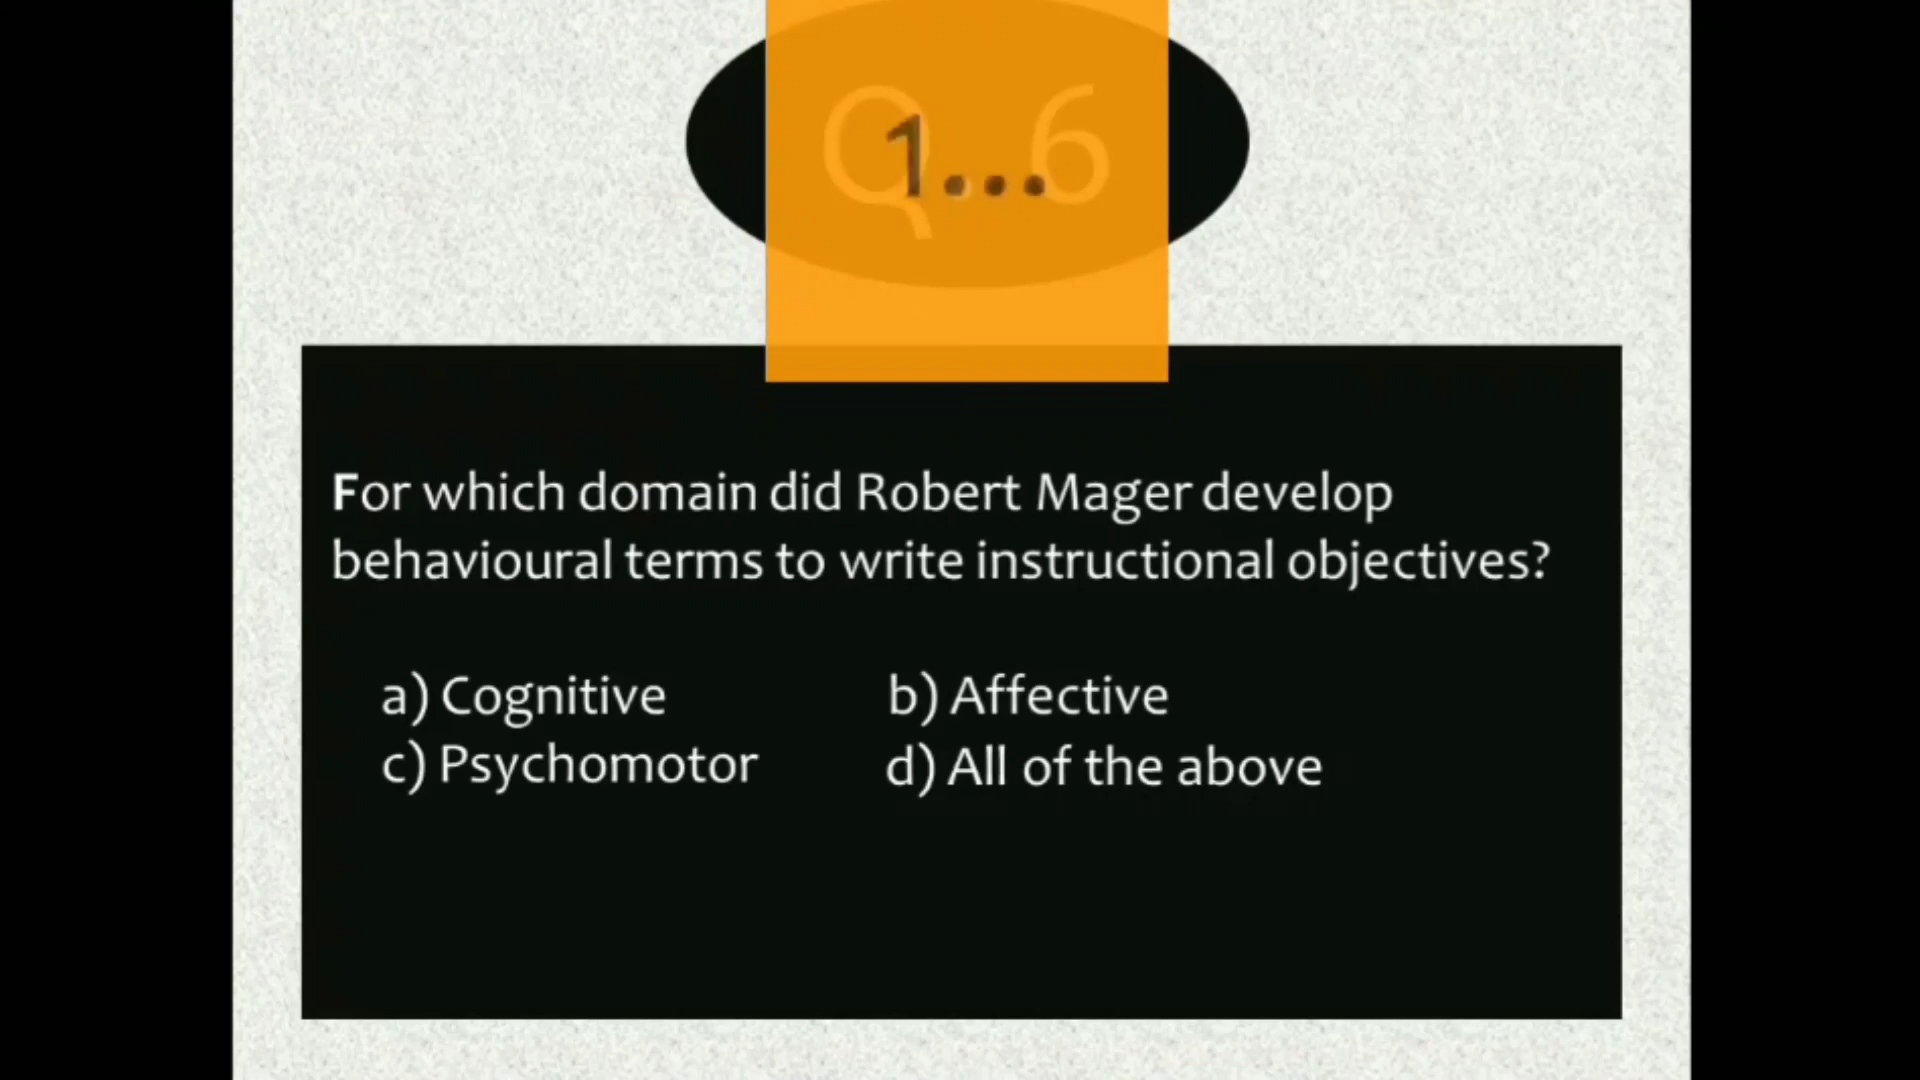 Q. 6
1...
For which domain did Robert Mager develop
behavioural terms to write instructional objectives?
a) Cognitive b) Affective
c) Psychomotor d) All of the above